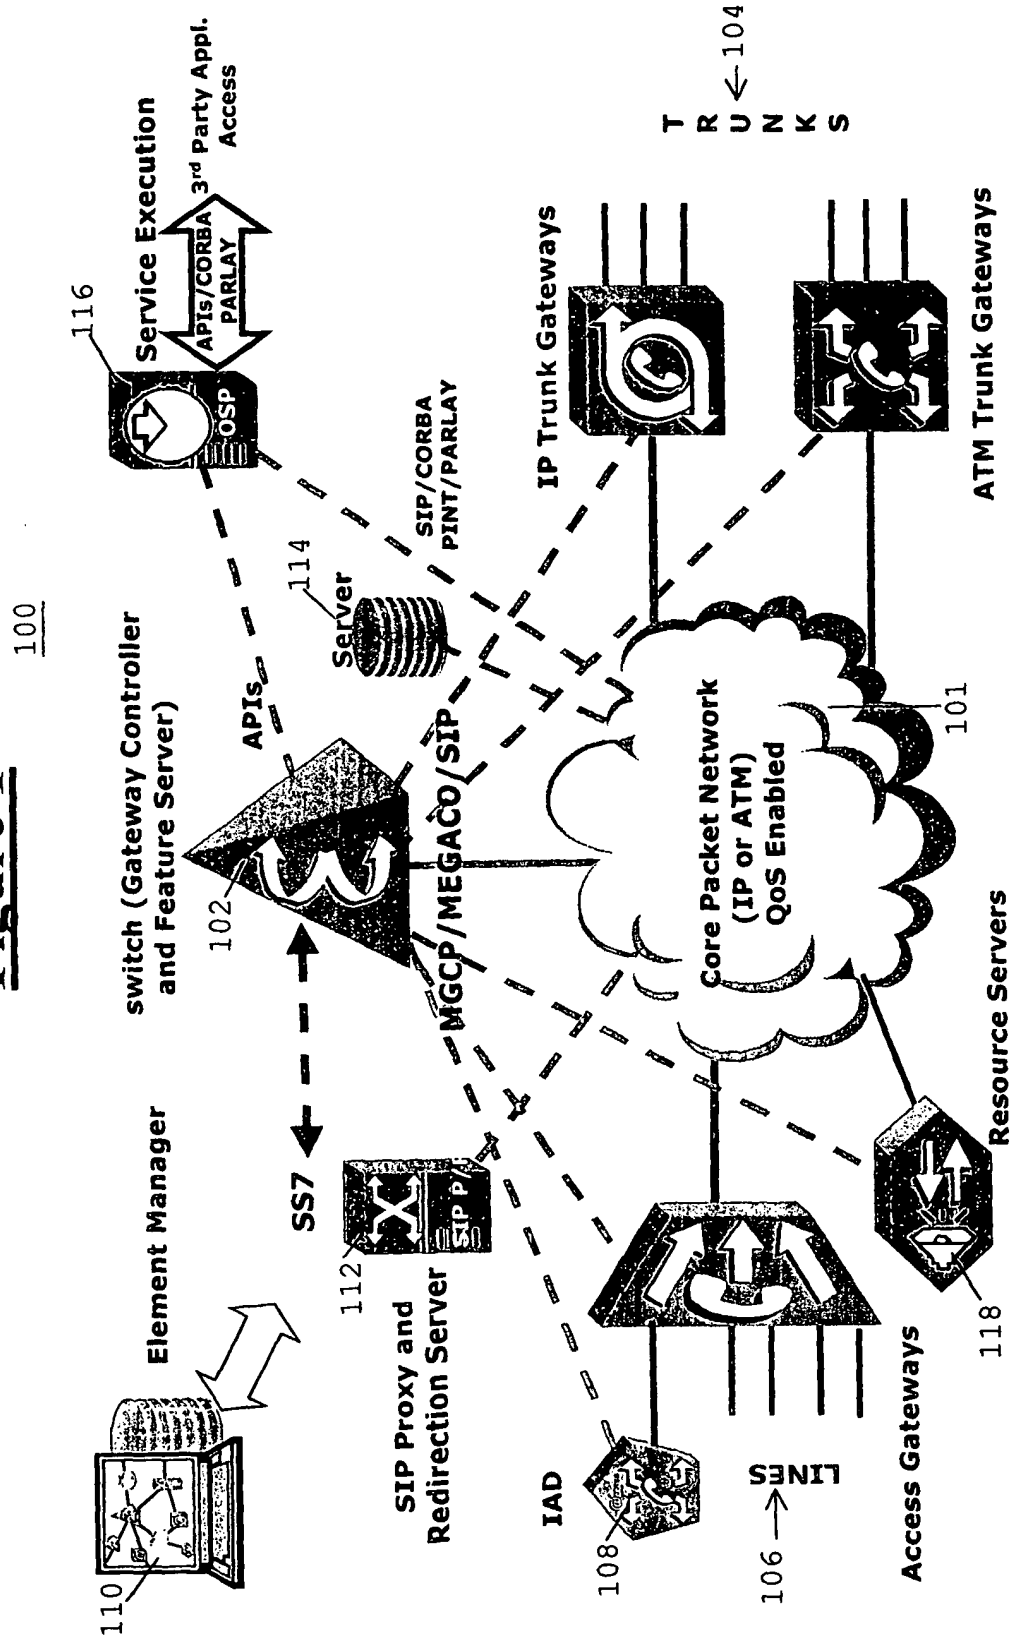 100
110
Element Manager
switch (Gateway Controller
and Feature Server)
102
116
Service Execution
APIs/CORBA
PARLAY
3rd Party Appl.
Access
OSP
APIs
SS7
114
Server
SIP/CORBA
PINT/PARLAY
112
SIP Proxy and
Redirection Server
SIP P/
MGCP/MEGACO/SIP
IAD
108
IP Trunk Gateways
TRUNKS
104
Core Packet Network
(IP or ATM)
QoS Enabled
LINES
106
Access Gateways
118
Resource Servers
101
ATM Trunk Gateways